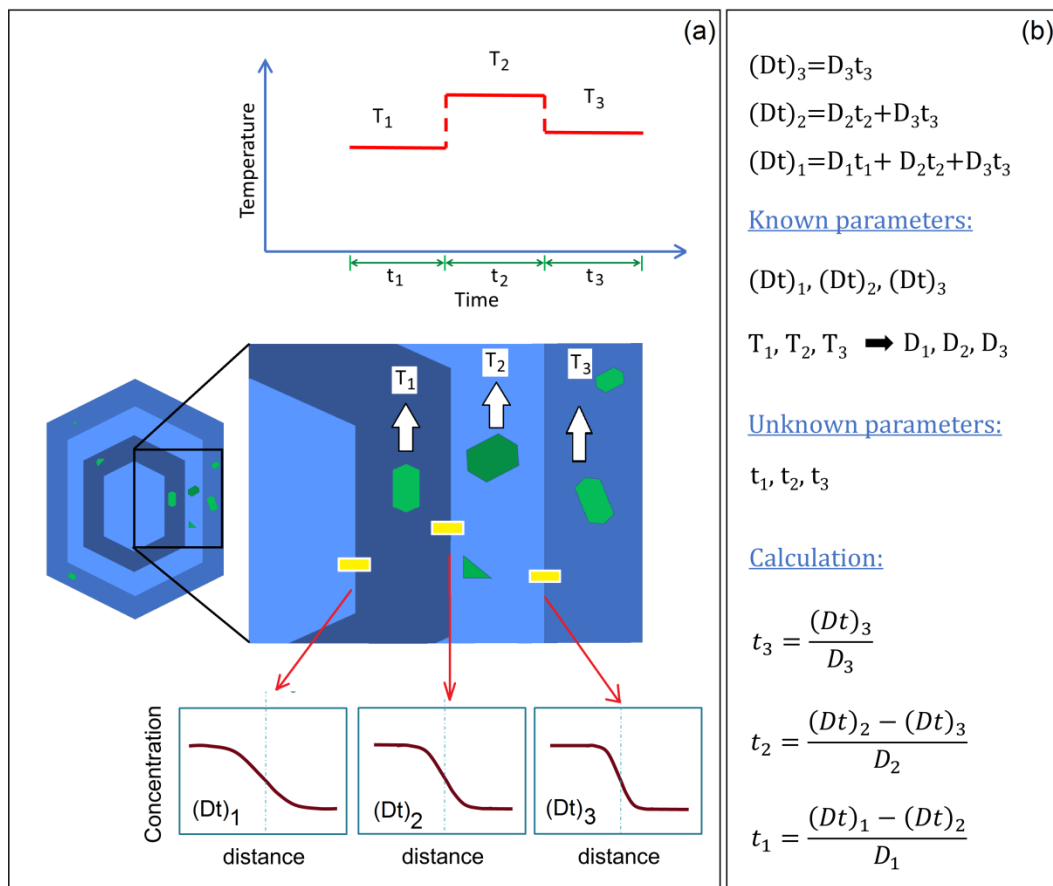 (a)
T₂
T₃
T₁
Temperature
t₁ t₂ t₃
Time
T₁ T₂ T₃
Concentration
(Dt)₁ (Dt)₂ (Dt)₃
distance distance distance
(b)
(Dt)₃=D₃t₃
(Dt)₂=D₂t₂+D₃t₃
(Dt)₁=D₁t₁+ D₂t₂+D₃t₃
Known parameters:
(Dt)₁, (Dt)₂, (Dt)₃
T₁, T₂, T₃ ➡ D₁, D₂, D₃
Unknown parameters:
t₁, t₂, t₃
Calculation:
t₃ = (Dt)₃ / D₃
t₂ = (Dt)₂ − (Dt)₃ / D₂
t₁ = (Dt)₁ − (Dt)₂ / D₁